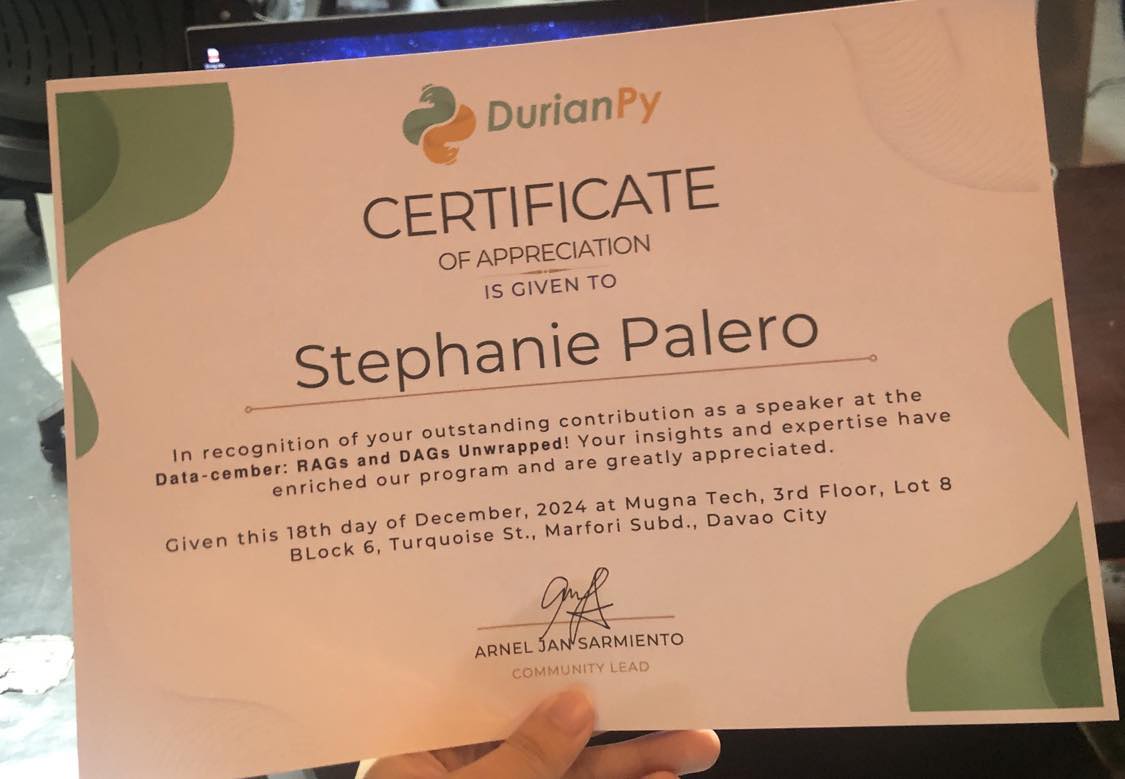 DurianPy
CERTIFICATE
OF APPRECIATION
IS GIVEN TO
Stephanie Palero
In recognition of your outstanding contribution as a speaker at the
Data-cember: RAGs and DAGs Unwrapped! Your insights and expertise have
enriched our program and are greatly appreciated.
Given this 18th day of December, 2024 at Mugna Tech, 3rd Floor, Lot 8
BLock 6, Turquoise St., Marfori Subd., Davao City
ARNEL JAN SARMIENTO
COMMUNITY LEAD